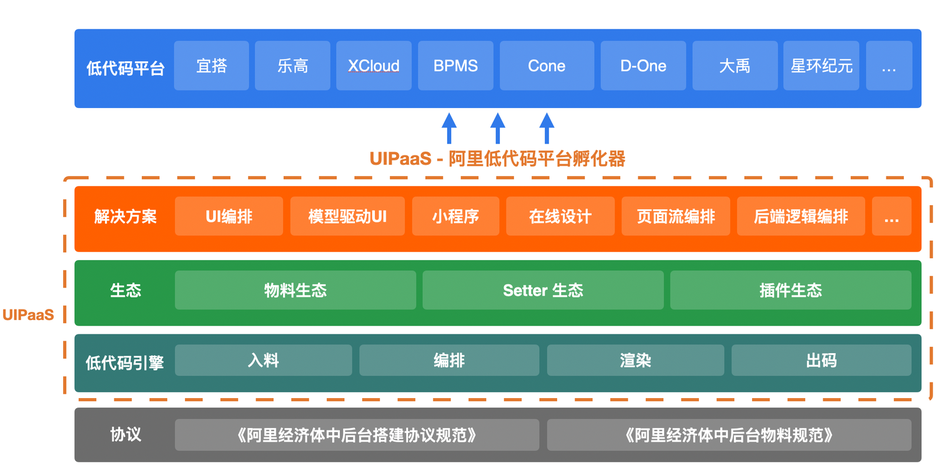 低代码平台 宜搭 乐高 XCloud BPMS Cone D-One 大禹 星环纪元 ...
UIPaaS - 阿里低代码平台孵化器
解决方案 UI编排 模型驱动UI 小程序 在线设计 页面流编排 后端逻辑编排 ...
生态 物料生态 Setter 生态 插件生态
UIPaaS
低代码引擎 入料 编排 渲染 出码
协议 《阿里经济体中后台搭建协议规范》 《阿里经济体中后台物料规范》